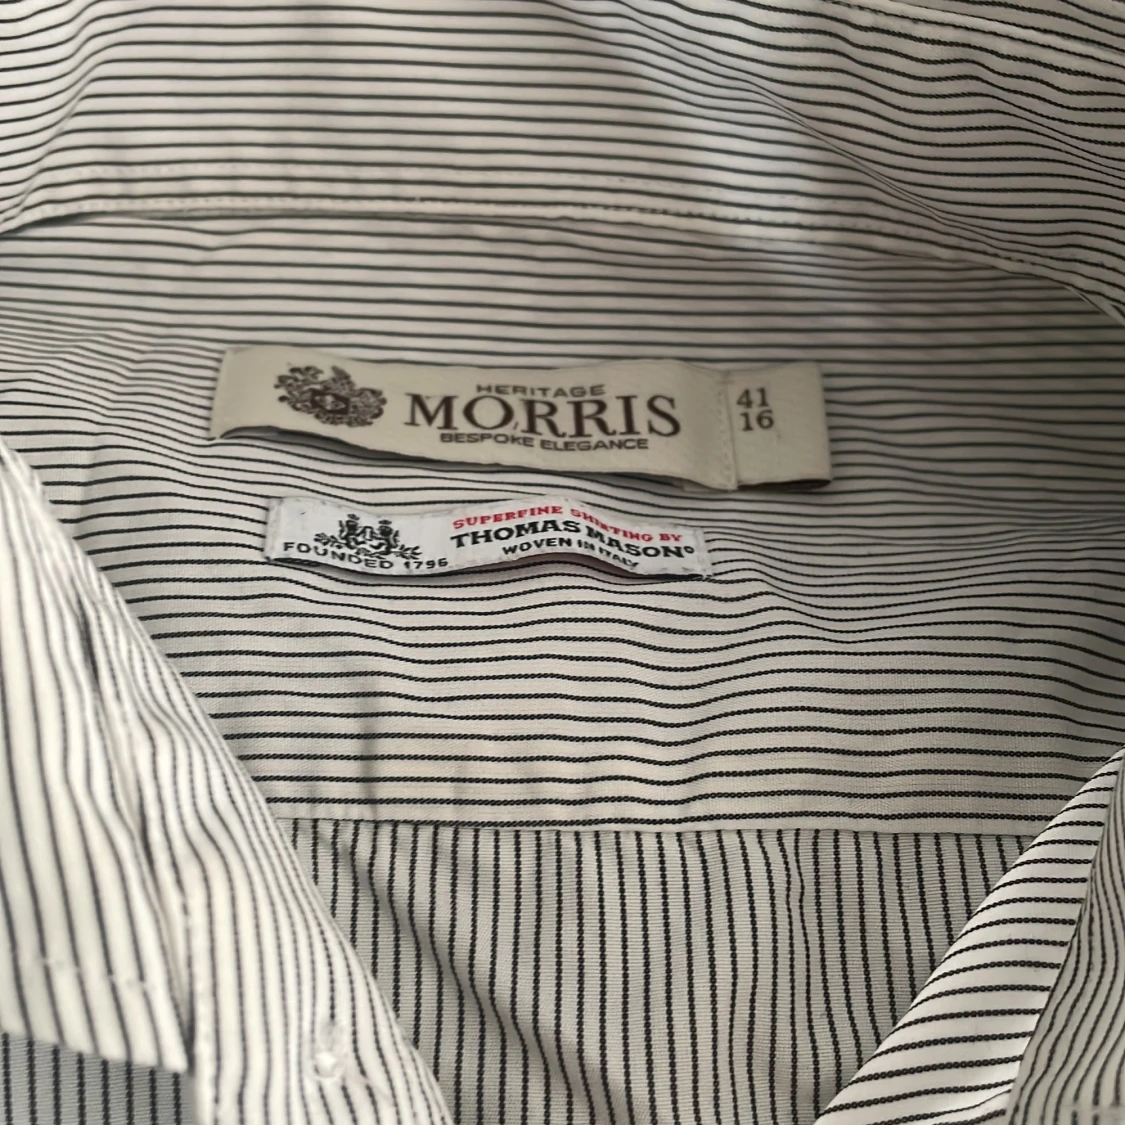 HERITAGE
MORRIS
BESPOKE ELEGANCE
41
16
SUPERFINE SHIRTING BY
THOMAS MASON®
WOVEN IN ITALY
FOUNDED 1796